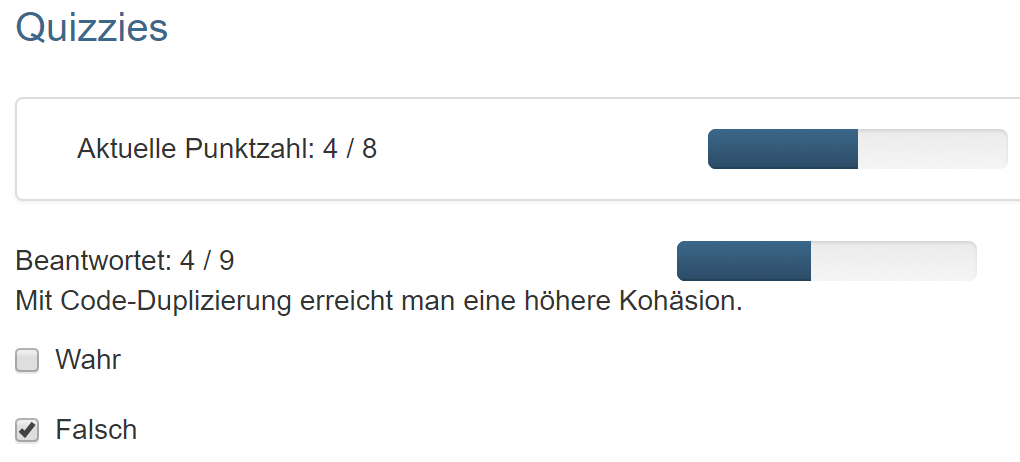 Quizzies
Aktuelle Punktzahl: 4 / 8
Beantwortet: 4 / 9
Mit Code-Duplizierung erreicht man eine höhere Kohäsion.
Wahr
Falsch